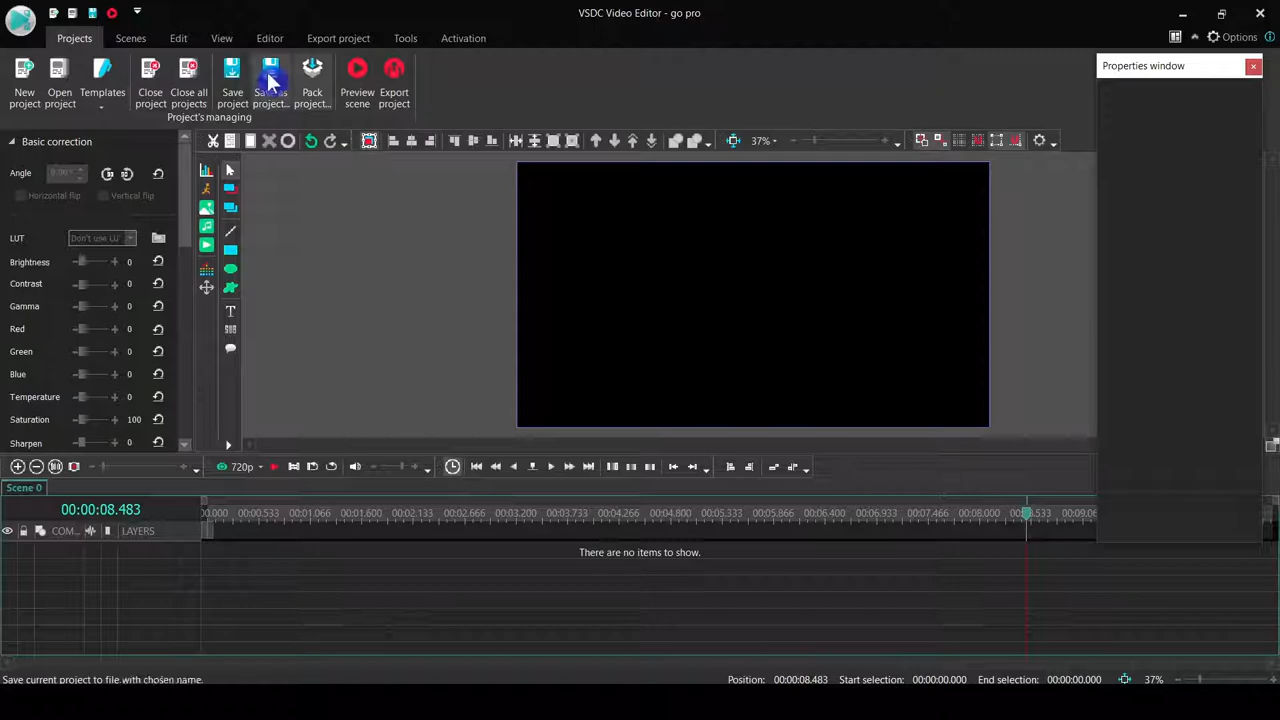 VSDC Video Editor - go pro
Projects Scenes Edit View Editor Export project Tools Activation
Options
New project
Open project
Templates
Close project
Close all projects
Save project
project...
Pack project...
Preview scene
Export project
Project's managing
Properties window
37%
Basic correction
Angle
Horizontal flip Vertical flip
LUT Don't use LU
Brightness 0
Contrast 0
Gamma 0
Red 0
Green 0
Blue 0
Temperature 0
Saturation 100
Sharpen 0
T
720p
Scene 0
00:00:08.483
00.000 00:00.533 00:01.066 00:01.600 00:02.133 00:02.666 00:03.200 00:03.733 00:04.266 00:04.800 00:05.333 00:05.866 00:06.400 00:06.933 00:07.466 00:08.000
COM... LAYERS
There are no items to show.
Save current project to file with chosen name.
Position: 00:00:08.483 Start selection: 00:00:00.000 End selection: 00:00:00.000 37%